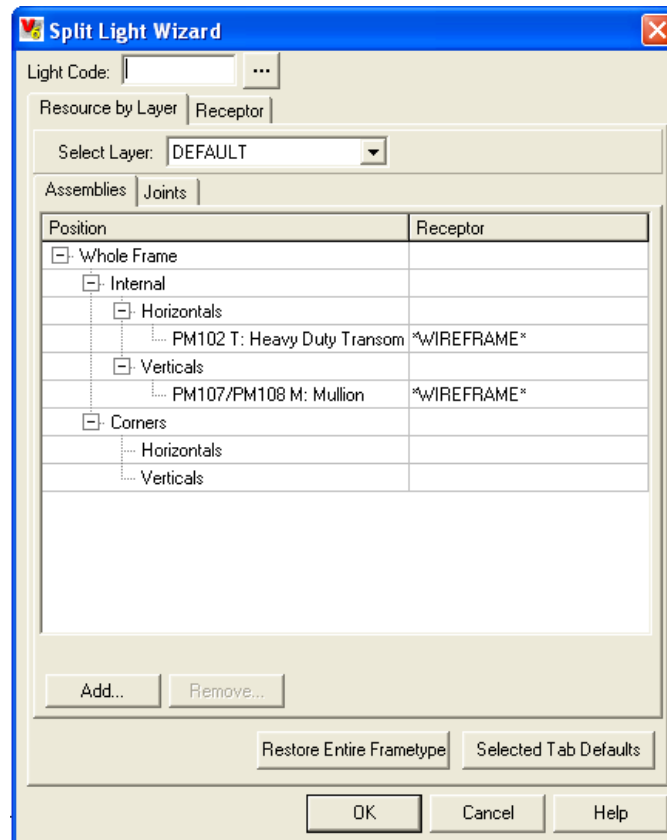 Split Light Wizard
Light Code: ...
Resource by Layer Receptor
Select Layer: DEFAULT
Assemblies Joints
Position Receptor
Whole Frame
Internal
Horizontals
PM102 T: Heavy Duty Transom *WIREFRAME*
Verticals
PM107/PM108 M: Mullion *WIREFRAME*
Corners
Horizontals
Verticals
Add... Remove...
Restore Entire Frametype Selected Tab Defaults
OK Cancel Help